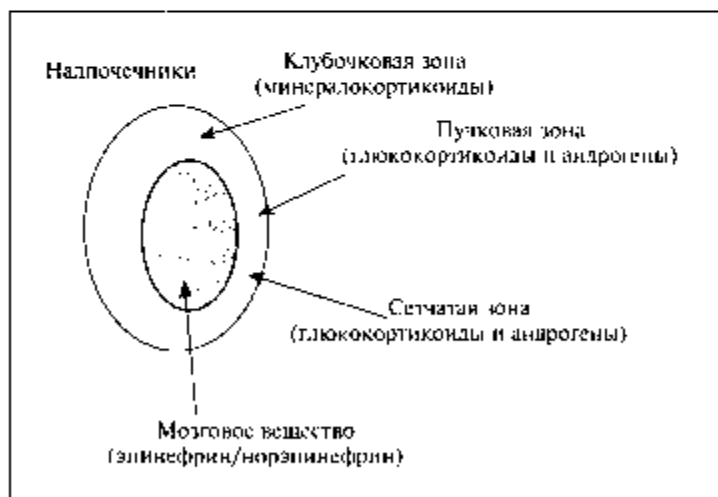 Надпочечники
Клубочковая зона
(минералокортикоиды)
Пучковая зона
(глюкокортикоиды и андрогены)
Сетчатая зона
(глюкокортикоиды и андрогены)
Мозговое вещество
(эпинефрин/норэпинефрин)